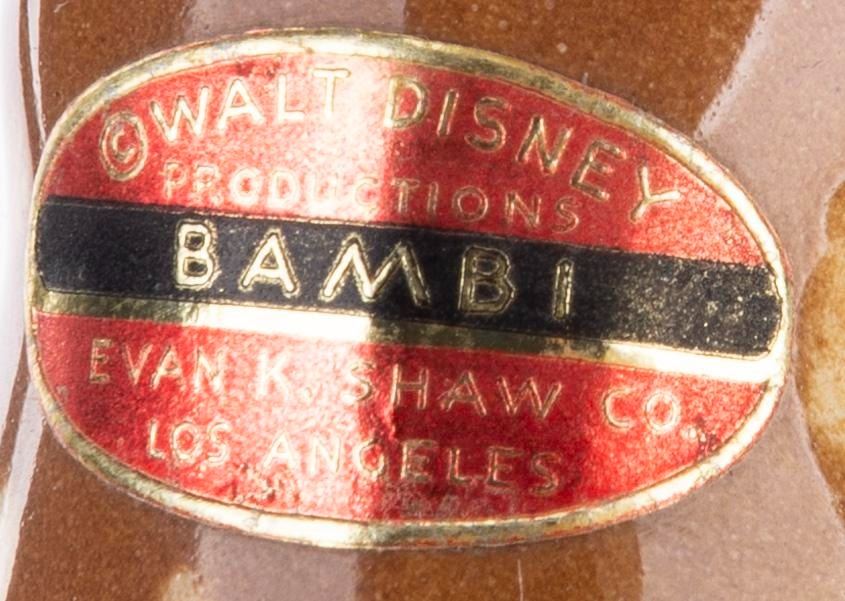 ©WALT DISNEY
PRODUCTIONS
BAMBI
EVAN K. SHAW CO.
LOS ANGELES